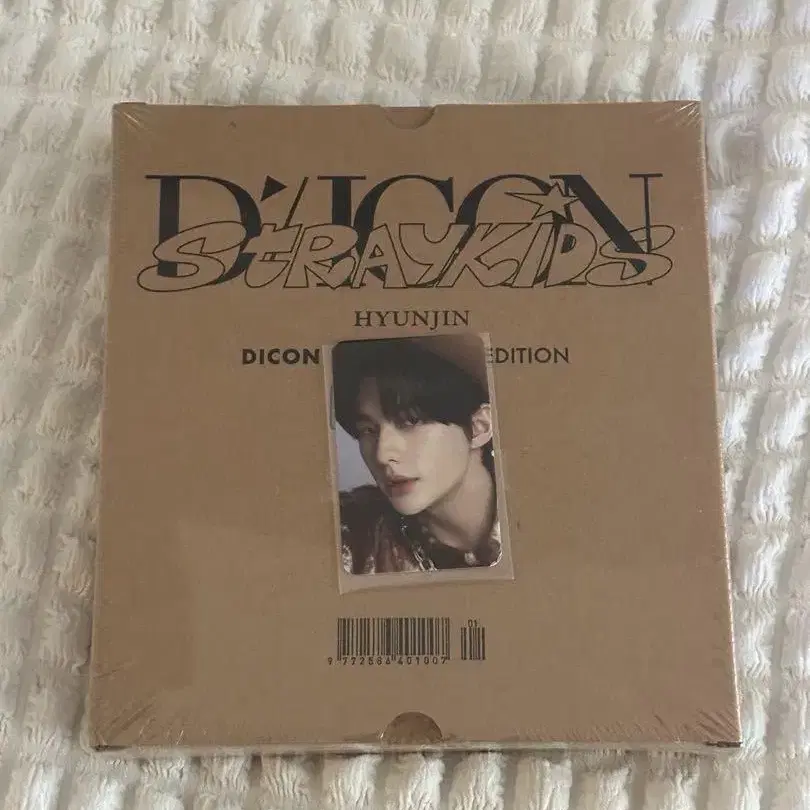 D'ICON
STRAYKIDS
HYUNJIN
DICON EDITION
01
9 772586 401007